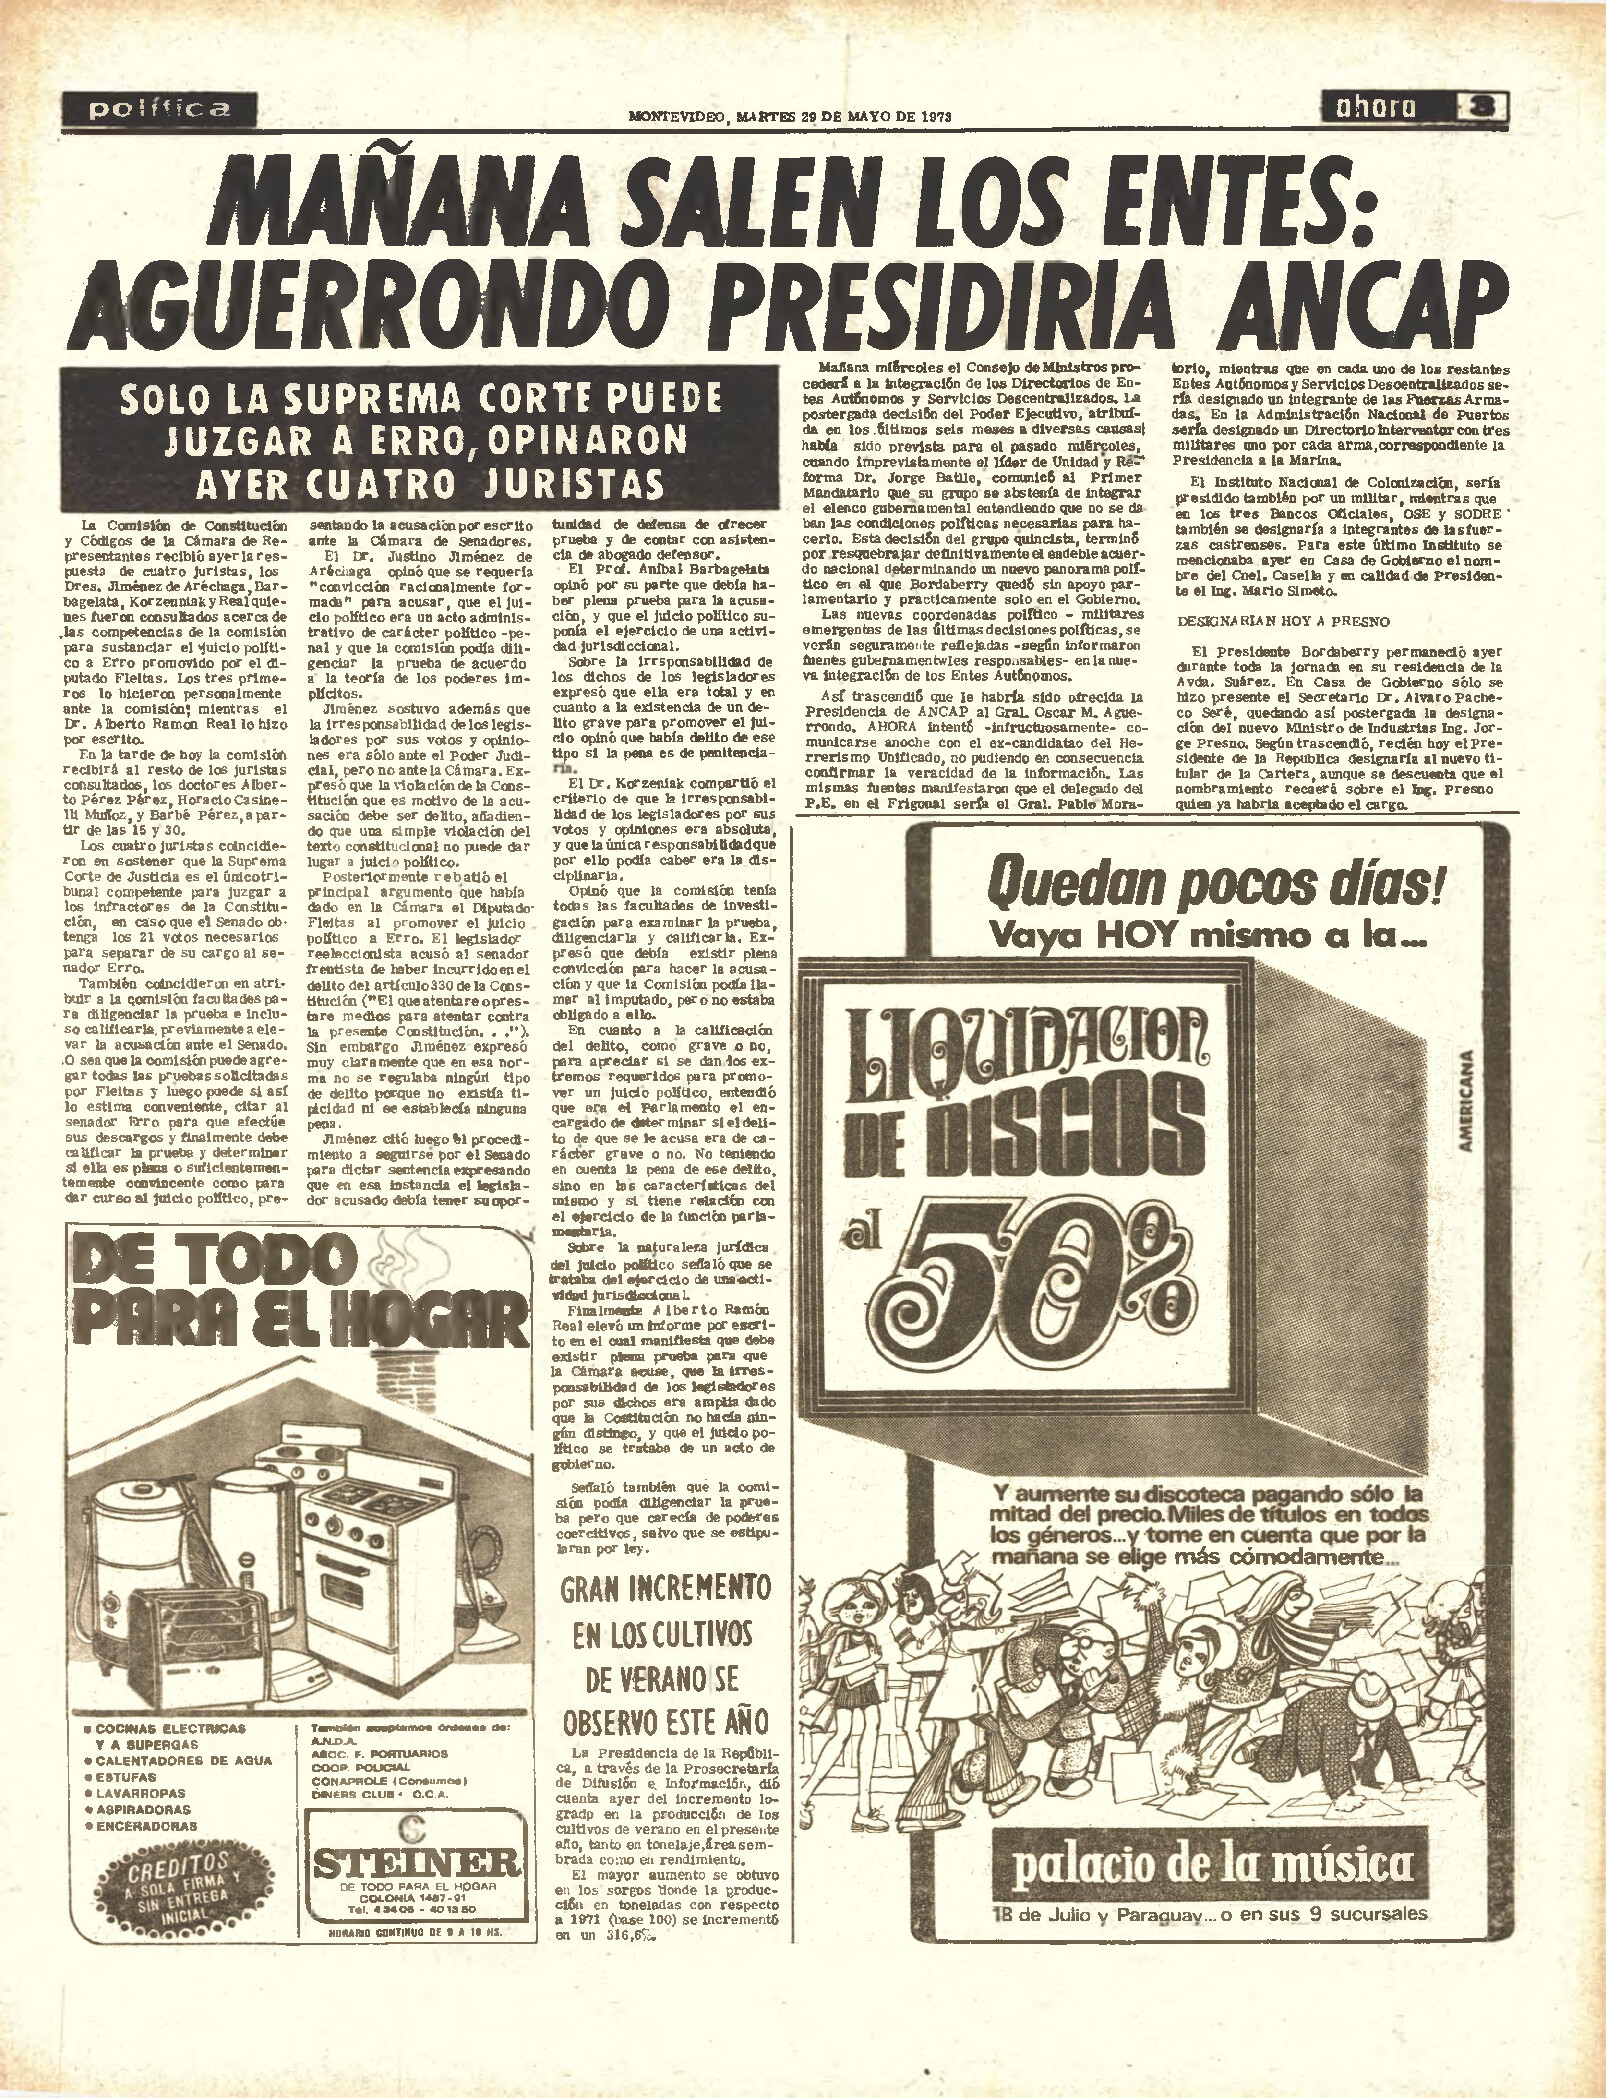 política
MONTEVIDEO, MARTES 29 DE MAYO DE 1973
ahora 3
MAÑANA SALEN LOS ENTES:
AGUERRONDO PRESIDIRIA ANCAP
SOLO LA SUPREMA CORTE PUEDE
JUZGAR A ERRO, OPINARON
AYER CUATRO JURISTAS
La Comisión de Constitución
y Códigos de la Cámara de Re-
presentantes recibió ayer la res-
puesta de cuatro juristas, los
Dres. Jiménez de Aréchaga, Bar-
bagelata, Korzenniak y Real quie-
nes fueron consultados acerca de
las competencias de la comisión
para sustanciar el juicio políti-
co a Erro promovido por el di-
putado Fleitas. Los tres prime-
ros lo hicieron personalmente
ante la comisión; mientras el
Dr. Alberto Ramón Real lo hizo
por escrito.
En la tarde de hoy la comisión
recibirá al resto de los juristas
consultados, los doctores Alber-
to Pérez Pérez, Horacio Casine-
lli Muñoz, y Barbé Pérez, a par-
tir de las 15 y 30.
Los cuatro juristas coincidie-
ron en sostener que la Suprema
Corte de Justicia es el único tri-
bunal competente para juzgar a
los infractores de la Constitu-
ción, en caso que el Senado ob-
tenga los 21 votos necesarios
para separar de su cargo al se-
nador Erro.
También coincidieron en atri-
buir a la comisión facultades pa-
ra diligenciar la prueba e inclu-
so calificarla, previamente a ele-
var la acusación ante el Senado.
O sea que la comisión puede agre-
gar todas las pruebas solicitadas
por Fleitas y luego puede si así
lo estima conveniente, citar al
senador Erro para que efectúe
sus descargos y finalmente debe
calificar la prueba y determinar
si ella es plena o suficientemen-
temente convincente como para
dar curso al juicio político, pre-
sentando la acusación por escrito
ante la Cámara de Senadores.
El Dr. Justino Jiménez de
Aréchaga opinó que se requería
"convicción racionalmente for-
mada" para acusar, que el jui-
cio político era un acto adminis-
trativo de carácter político-pe-
nal y que la comisión podía dili-
genciar la prueba de acuerdo
a la teoría de los poderes im-
plícitos.
Jiménez sostuvo además que
la irresponsabilidad de los legis-
ladores por sus votos y opinio-
nes era sólo ante el Poder Judi-
cial, pero no ante la Cámara. Ex-
presó que la violación de la Cons-
titución que es motivo de la acu-
sación debe ser delito, añadien-
do que una simple violación del
texto constitucional no puede dar
lugar a juicio político.
Posteriormente rebatió el
principal argumento que había
dado en la Cámara el Diputado
Fleitas al promover el juicio
político a Erro. El legislador
reeleccionista acusó al senador
frentista de haber incurrido en el
delito del artículo 330 de la Cons-
titución ("El que atentare o pres-
tare medios para atentar contra
la presente Constitución. . .").
Sin embargo Jiménez expresó
muy claramente que en esa nor-
ma no se regulaba ningún tipo
de delito porque no existía ti-
picidad ni se establecía ninguna
pena.
Jiménez citó luego el procedi-
miento a seguirse por el Senado
para dictar sentencia expresando
que en esa instancia el legisla-
dor acusado debía tener su opor-
tunidad de defensa de ofrecer
prueba y de contar con asisten-
cia de abogado defensor.
El Prof. Aníbal Barbagelata
opinó por su parte que debía ha-
ber plena prueba para la acusa-
ción, y que el juicio político su-
ponía el ejercicio de una activi-
dad jurisdiccional.
Sobre la irrsponsabilidad de
los dichos de los legisladores
expresó que ella era total y en
cuanto a la existencia de un de-
lito grave para promover el jui-
cio opinó que había delito de ese
tipo si la pena es de penitencia-
ría.
El Dr. Korzeniak compartió el
criterio de que la irresponsabi-
lidad de los legisladores por sus
votos y opiniones era absoluta,
y que la única responsabilidad que
por ello podía caber era la dis-
ciplinaria.
Opinó que la comisión tenía
todas las facultades de investi-
gación para examinar la prueba,
diligenciarla y calificarla. Ex-
presó que debía existir plena
convicción para hacer la acusa-
ción y que la Comisión podía lla-
mar al imputado, pero no estaba
obligado a ello.
En cuanto a la calificación
del delito, como grave o no,
para apreciar si se dan los ex-
tremos requeridos para promo-
ver un juicio político, entendió
que era el Parlamento el en-
cargado de determinar si el deli-
to de que se le acusa era de ca-
rácter grave o no. No teniendo
en cuenta la pena de ese delito,
sino en las características del
mismo y si tiene relación con
el ejercicio de la función parla-
mentaria.
Sobre la naturaleza jurídica
del juicio político señaló que se
trataba del ejercicio de una acti-
vidad jurisdiccional.
Finalmente Alberto Ramón
Real elevó un informe por escri-
to en el cual manifiesta que debe
existir plena prueba para que
la Cámara acuse, que la irres-
ponsabilidad de los legisladores
por sus dichos era amplia dado
que la Costitución no hacía nin-
gún distingo, y que el juicio po-
lítico se trataba de un acto de
gobierno.
Señaló también que la comi-
sión podía diligenciar la prue-
ba pero que carecía de poderes
coercitivos, salvo que se estipu-
laran por ley.
GRAN INCREMENTO
EN LOS CULTIVOS
DE VERANO SE
OBSERVO ESTE AÑO
La Presidencia de la Repúbli-
ca, a través de la Prosecretaría
de Difusión e Información, dió
cuenta ayer del incremento lo-
gradp en la producción de los
cultivos de verano en el presente
año, tanto en tonelaje, área sem-
brada como en rendimiento.
El mayor aumento se obtuvo
en los sorgos donde la produc-
ción en toneladas con respecto
a 1971 (base 100) se incrementó
en un 316,6%.
Mañana miércoles el Consejo de Ministros pro-
cederá a la integración de los Directorios de En-
tes Autónomos y Servicios Descentralizados. La
postergada decisión del Poder Ejecutivo, atribuí-
da en los últimos seis meses a diversas causas
había sido prevista para el pasado miércoles,
cuando imprevistamente el líder de Unidad y Re-
forma Dr. Jorge Batlle, comunicó al Primer
Mandatario que su grupo se abstenía de integrar
el elenco gubernamental entendiendo que no se da
ban las condiciones políticas necesarias para ha-
cerlo. Esta decisión del grupo quincista, terminó
por resquebrajar definitivamente el endeble acuer-
do nacional determinando un nuevo panorama polí-
tico en el que Bordaberry quedó sin apoyo par-
lamentario y practicamente solo en el Gobierno.
Las nuevas coordenadas político - militares
emergentes de las últimas decisiones políticas, se
verán seguramente reflejadas -según informaron
fuentes gubernamentwles responsables- en la nue-
va integración de los Entes Autónomos.
Así trascendió que le habría sido ofrecida la
Presidencia de ANCAP al Gral. Oscar M. Ague-
rrondo. AHORA intentó -infructuosamente- co-
municarse anoche con el ex-candidatao del He-
rrerismo Unificado, no pudiendo en consecuencia
confirmar la veracidad de la información. Las
mismas fuentes manifestaron que el delegado del
P.E. en el Frigonal sería el Gral. Pablo Mora-
torio, mientras que en cada uno de los restantes
Entes Autónomos y Servicios Descentralizados se-
ría designado un integrante de las Fuerzas Arma-
das. En la Administración Nacional de Puertos
sería designado un Directorio Interventor con tres
militares uno por cada arma, correspondiente la
Presidencia a la Marina.
El Instituto Nacional de Colonización, sería
presidido también por un militar, mientras que
en los tres Bancos Oficiales, OSE y SODRE
también se designaría a integrantes de las fuer-
zas castrenses. Para este último Instituto se
mencionaba ayer en Casa de Gobierno el nom-
bre del Cnel. Casella y en calidad de Presiden-
te el Ing. Mario Simeto.
DESIGNARIAN HOY A PRESNO
El Presidente Bordaberry permaneció ayer
durante toda la jornada en su residencia de la
Avda. Suárez. En Casa de Gobierno sólo se
hizo presente el Secretario Dr. Alvaro Pache-
co Seré, quedando así postergada la designa-
ción del nuevo Ministro de Industrias Ing. Jor-
ge Presno. Según trascendió, recién hoy el Pre-
sidente de la República designaría al nuevo ti-
tular de la Cartera, aunque se descuenta que el
nombramiento recaerá sobre el Ing. Presno
quien ya habría aceptado el cargo.
DE TODO
PARA EL HOGAR
COCINAS ELECTRICAS
Y A SUPERGAS
CALENTADORES DE AGUA
ESTUFAS
LAVARROPAS
ASPIRADORAS
ENCERADORAS
CREDITOS
A SOLA FIRMA Y
SIN ENTREGA
INICIAL
También aceptamos órdenes de:
A.N.D.A.
ASOC. F. PORTUARIOS
COOP. POLICIAL
CONAPROLE (Consumos)
DINERS CLUB - O.C.A.
STEINER
DE TODO PARA EL HOGAR
COLONIA 1487-91
Tel. 4 34 06 - 40 13 50
HORARIO CONTINUO DE 9 A 19 HS.
Quedan pocos días!
Vaya HOY mismo a la...
LIQUIDACION
DE DISCOS
al
50%
AMERICANA
Y aumente su discoteca pagando sólo la
mitad del precio. Miles de títulos en todos
los géneros...y tome en cuenta que por la
mañana se elige más cómodamente...
palacio de la música
18 de Julio y Paraguay...o en sus 9 sucursales